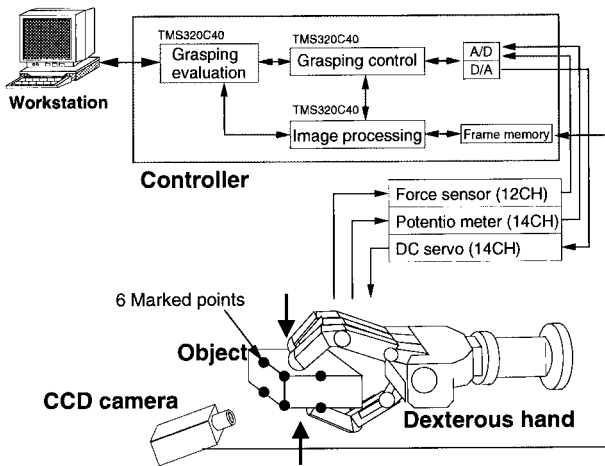 TMS320C40
Grasping
evaluation
TMS320C40
Grasping control
A/D
D/A
TMS320C40
Image processing
Frame memory
Workstation
Controller
Force sensor (12CH)
Potentio meter (14CH)
DC servo (14CH)
6 Marked points
Object
CCD camera
Dexterous hand